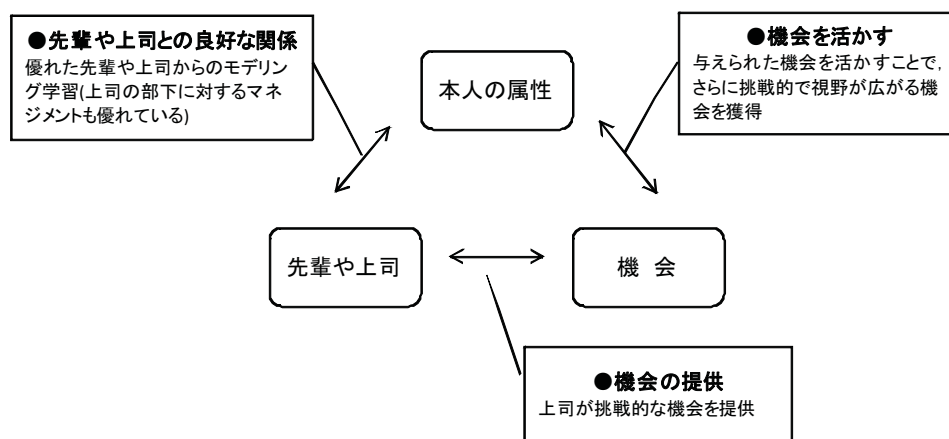 ●先輩や上司との良好な関係
優れた先輩や上司からのモデリン
グ学習(上司の部下に対するマネ
ジメントも優れている)
●機会を活かす
与えられた機会を活かすことで，
さらに挑戦的で視野が広がる機
会を獲得
本人の属性
先輩や上司
機 会
●機会の提供
上司が挑戦的な機会を提供